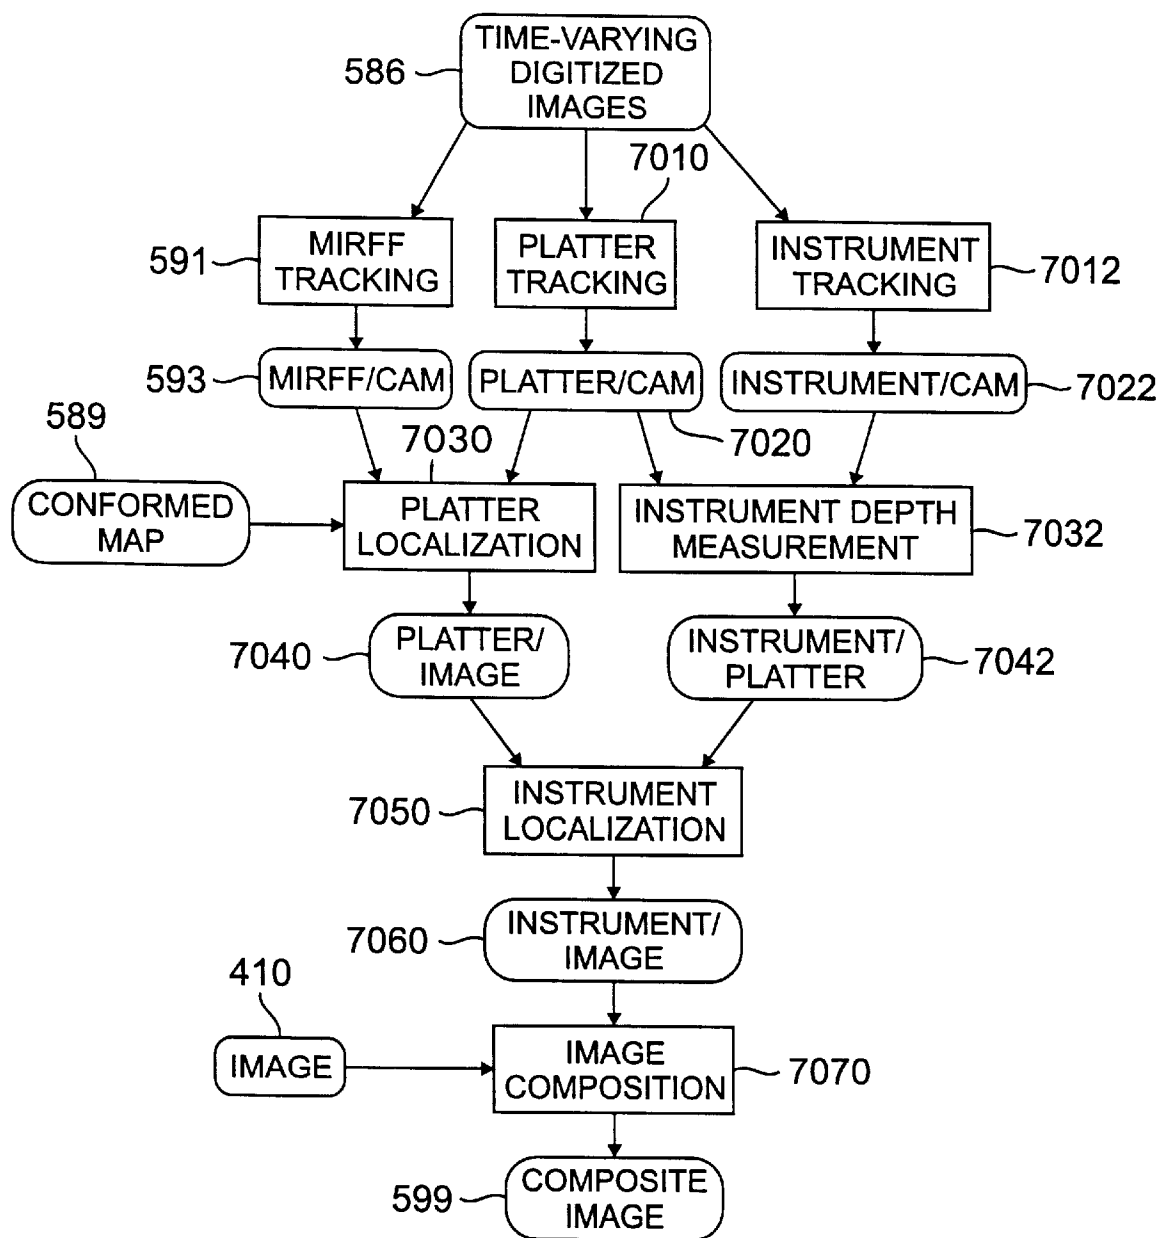 TIME-VARYING
DIGITIZED
IMAGES
586
7010
MIRFF
TRACKING
591
PLATTER
TRACKING
INSTRUMENT
TRACKING
7012
593
MIRFF/CAM
PLATTER/CAM
INSTRUMENT/CAM
7022
589
7030
7020
CONFORMED
MAP
PLATTER
LOCALIZATION
INSTRUMENT DEPTH
MEASUREMENT
7032
7040
PLATTER/
IMAGE
INSTRUMENT/
PLATTER
7042
7050
INSTRUMENT
LOCALIZATION
7060
INSTRUMENT/
IMAGE
410
IMAGE
IMAGE
COMPOSITION
7070
599
COMPOSITE
IMAGE